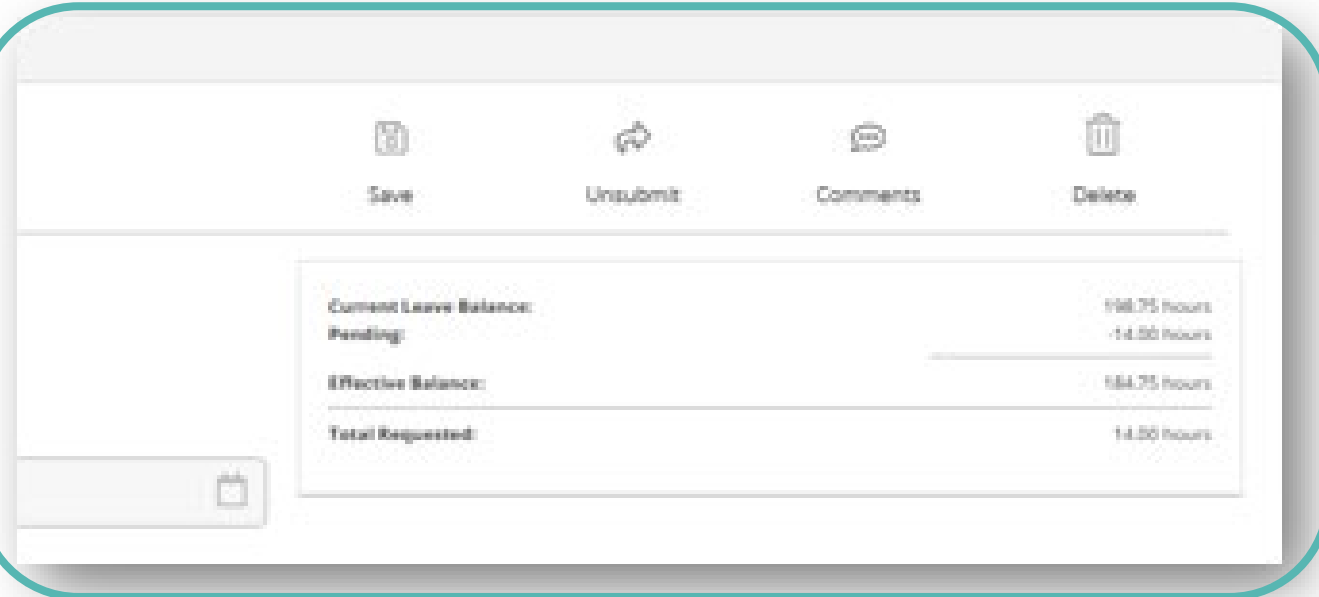 Save Unsubmit Comments Delete
Current Leave Balance: 198.75 hours
Pending: -14.00 hours
Effective Balance: 184.75 hours
Total Requested: 14.00 hours